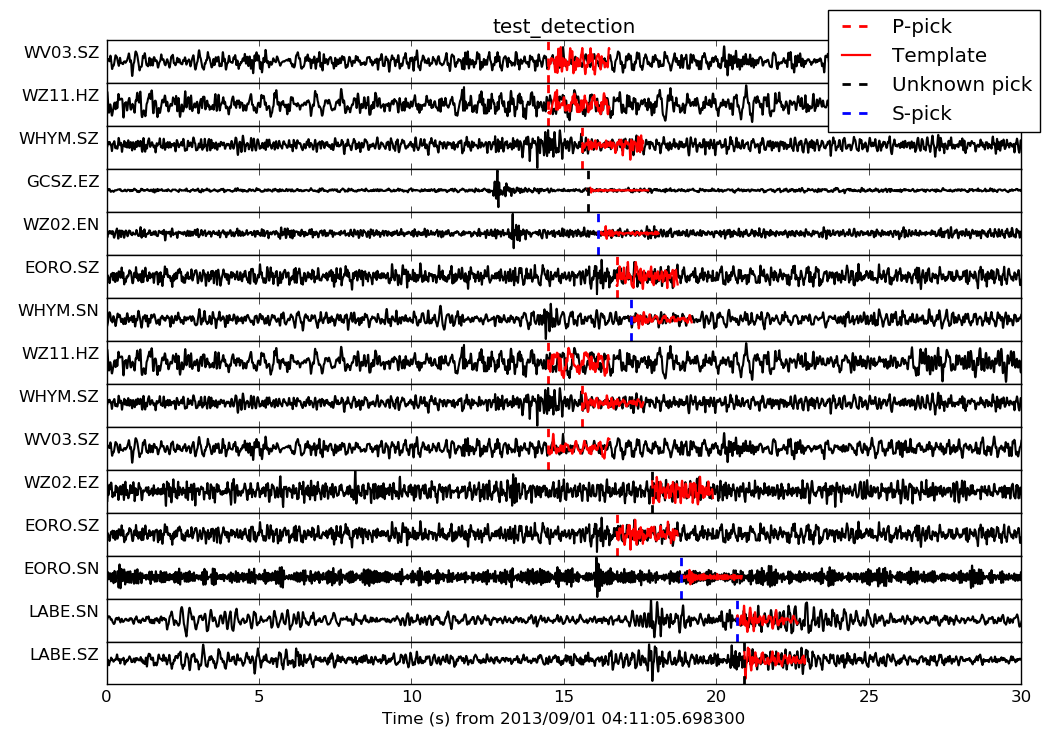 test_detection
P-pick
Template
Unknown pick
S-pick
WV03.SZ
WZ11.HZ
WHYM.SZ
GCSZ.EZ
WZ02.EN
EORO.SZ
WHYM.SN
WZ11.HZ
WHYM.SZ
WV03.SZ
WZ02.EZ
EORO.SZ
EORO.SN
LABE.SN
LABE.SZ
0 5 10 15 20 25 30
Time (s) from 2013/09/01 04:11:05.698300